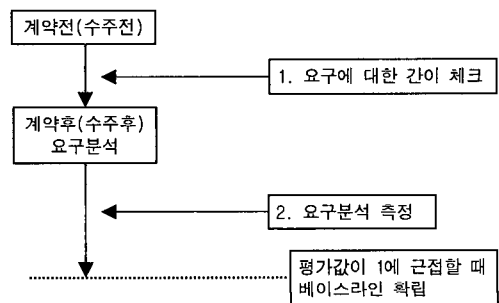 계약전(수주전)
1. 요구에 대한 간이 체크
계약후(수주후)
요구분석
2. 요구분석 측정
평가값이 1에 근접할 때
베이스라인 확립